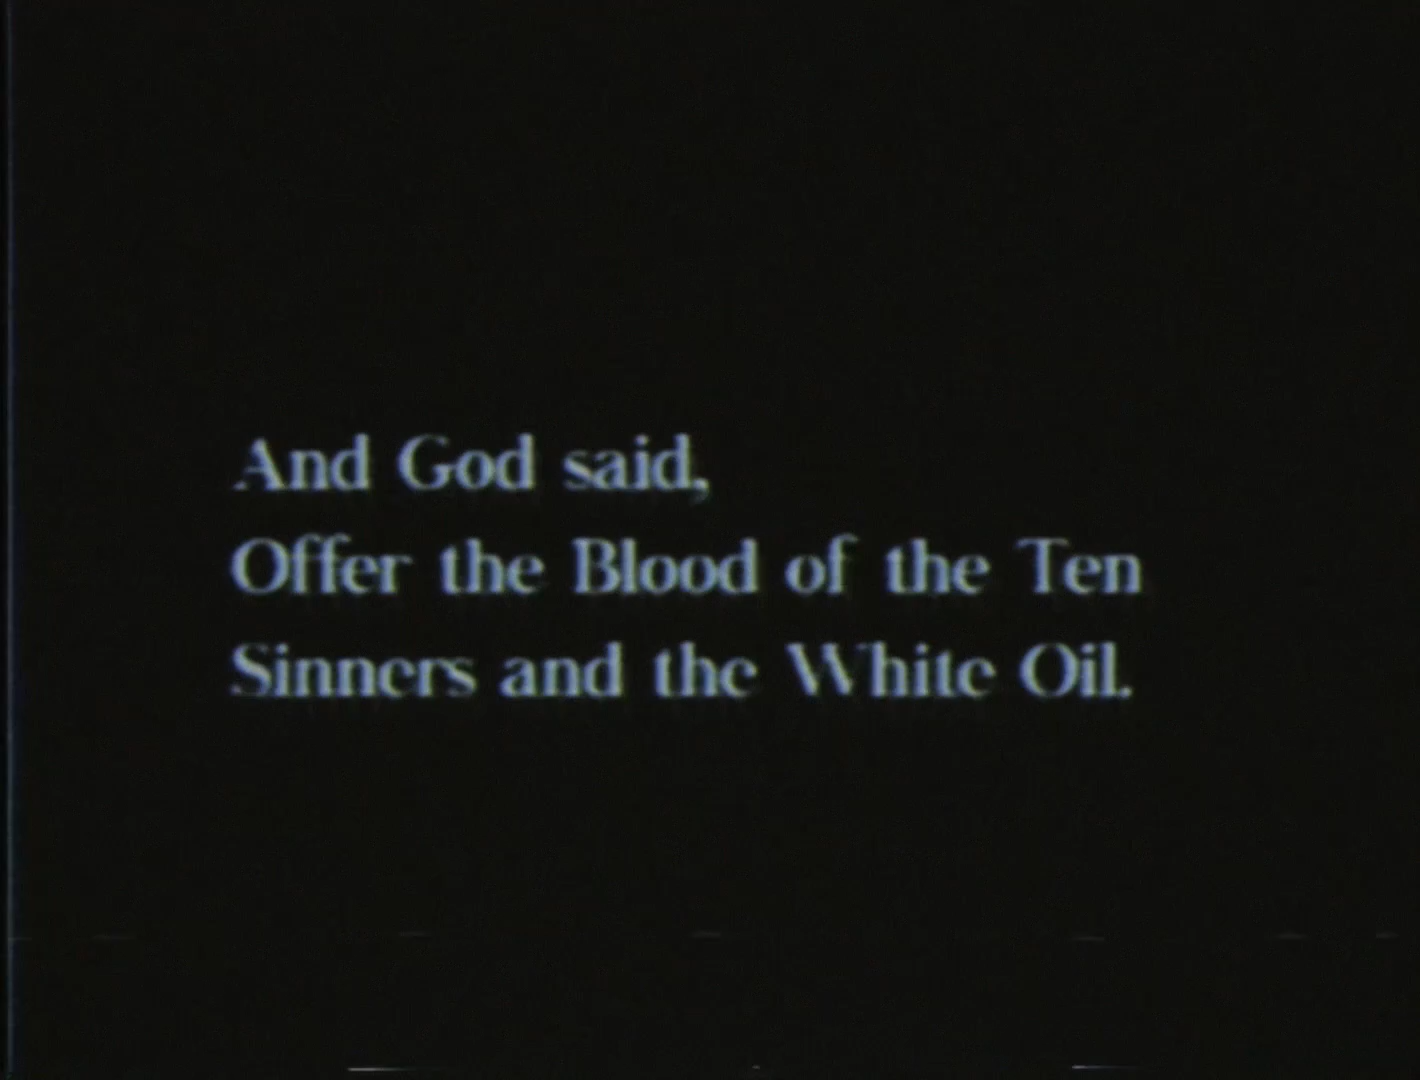 And God said,
Offer the Blood of the Ten
Sinners and the White Oil.